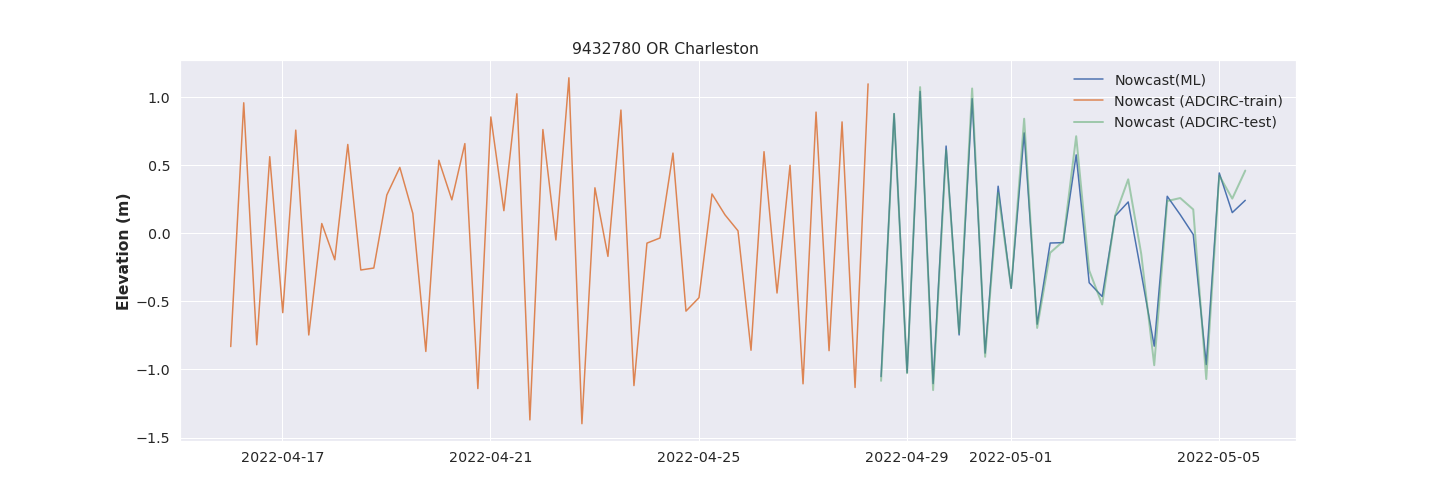 9432780 OR Charleston
Nowcast(ML)
Nowcast (ADCIRC-train)
Nowcast (ADCIRC-test)
Elevation (m)
1.0
0.5
0.0
−0.5
−1.0
−1.5
2022-04-17
2022-04-21
2022-04-25
2022-04-29
2022-05-01
2022-05-05